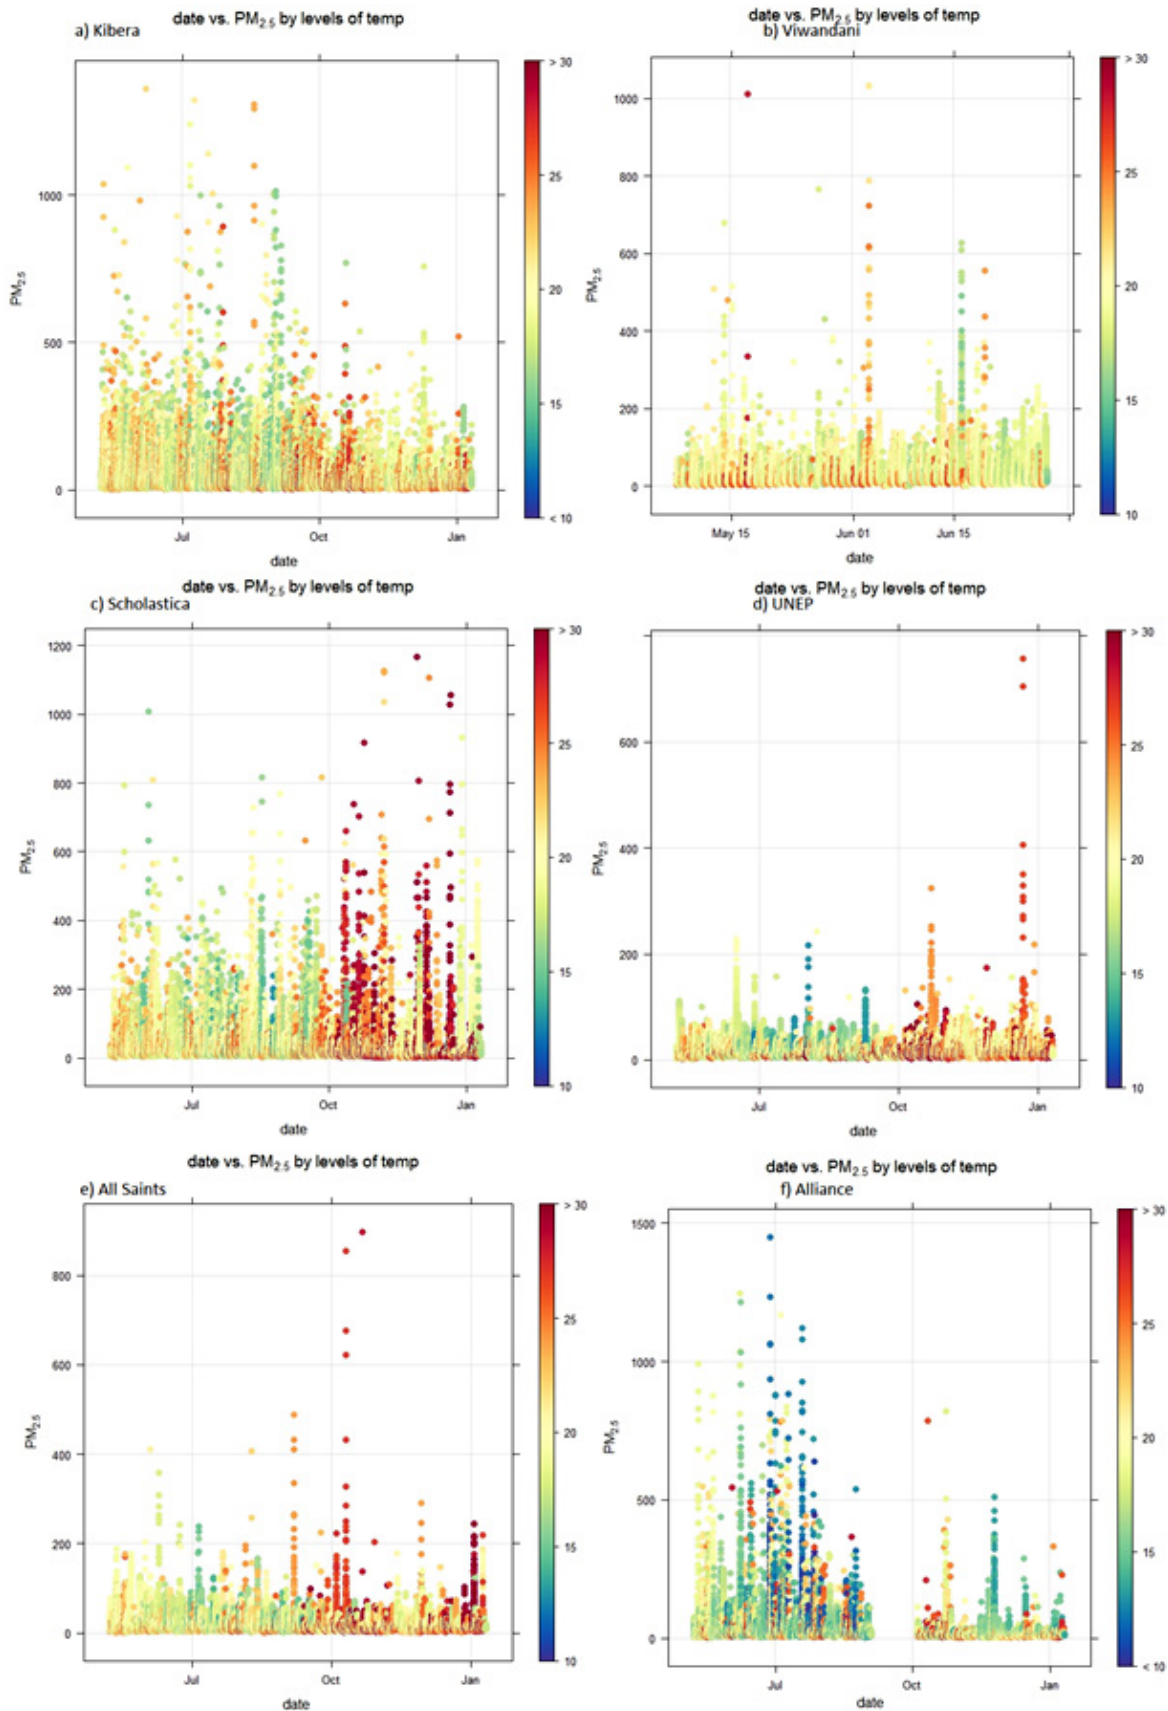 date vs. PM2.5 by levels of temp
a) Kibera
> 30
25
20
15
< 10
1000
500
0
PM2.5
Jul
Oct
Jan
date
date vs. PM2.5 by levels of temp
b) Viwandani
> 30
25
20
15
10
1000
800
600
400
200
0
PM2.5
May 15
Jun 01
Jun 15
date
date vs. PM2.5 by levels of temp
c) Scholastica
> 30
25
20
15
10
1200
1000
800
600
400
200
0
PM2.5
Jul
Oct
Jan
date
date vs. PM2.5 by levels of temp
d) UNEP
> 30
25
20
15
10
600
400
200
0
PM2.5
Jul
Oct
Jan
date
date vs. PM2.5 by levels of temp
e) All Saints
> 30
25
20
15
10
800
600
400
200
0
PM2.5
Jul
Oct
Jan
date
date vs. PM2.5 by levels of temp
f) Alliance
> 30
25
20
15
< 10
1500
1000
500
0
PM2.5
Jul
Oct
Jan
date